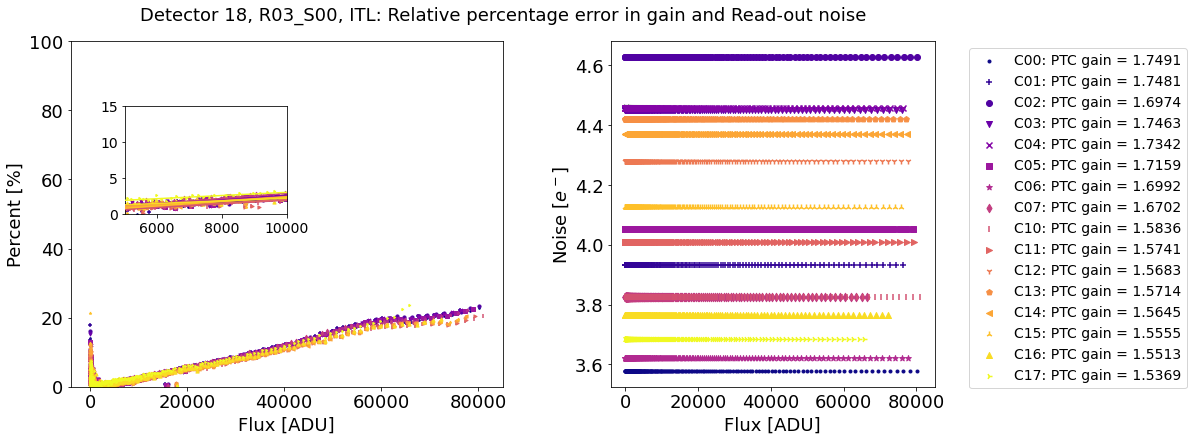 Detector 18, R03_S00, ITL: Relative percentage error in gain and Read-out noise
100
80
60
40
20
0
Percent [%]
15
10
5
0
6000 8000 10000
0 20000 40000 60000 80000
Flux [ADU]
4.6
4.4
4.2
4.0
3.8
3.6
Noise [e⁻]
0 20000 40000 60000 80000
Flux [ADU]
C00: PTC gain = 1.7491
C01: PTC gain = 1.7481
C02: PTC gain = 1.6974
C03: PTC gain = 1.7463
C04: PTC gain = 1.7342
C05: PTC gain = 1.7159
C06: PTC gain = 1.6992
C07: PTC gain = 1.6702
C10: PTC gain = 1.5836
C11: PTC gain = 1.5741
C12: PTC gain = 1.5683
C13: PTC gain = 1.5714
C14: PTC gain = 1.5645
C15: PTC gain = 1.5555
C16: PTC gain = 1.5513
C17: PTC gain = 1.5369